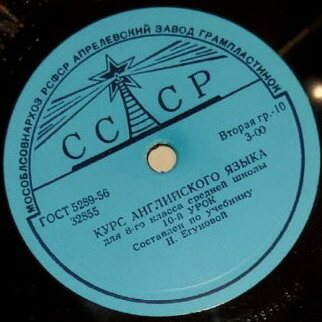 МОСОБЛСОВНАРХОЗ РСФСР АПРЕЛЕВСКИЙ ЗАВОД ГРАМПЛАСТИНОК
СССР
ГОСТ 5289-56
32855
Вторая гр.-10
3-00
КУРС АНГЛИЙСКОГО ЯЗЫКА
для 8-го класса средней школы
10-й УРОК
Составлен по учебнику
Н. Егуновой